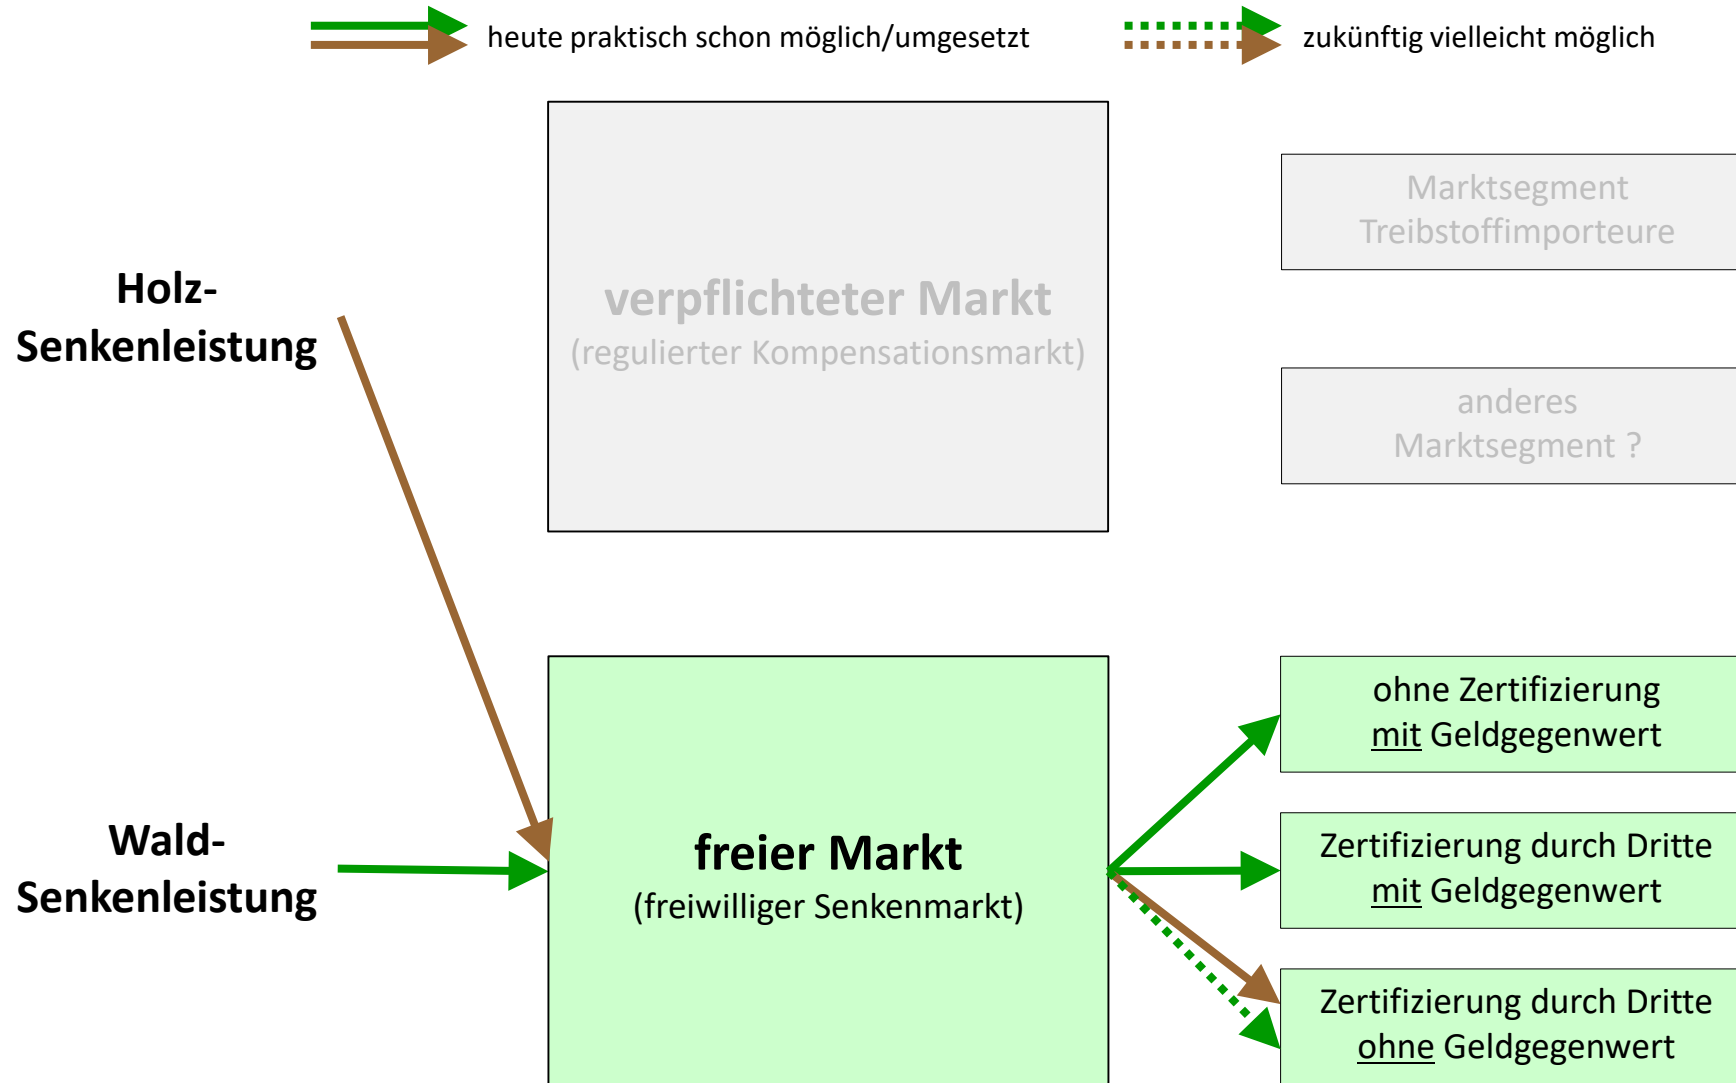 heute praktisch schon möglich/umgesetzt
zukünftig vielleicht möglich
Holz-
Senkenleistung
verpflichteter Markt
(regulierter Kompensationsmarkt)
Marktsegment
Treibstoffimporteure
anderes
Marktsegment ?
Wald-
Senkenleistung
freier Markt
(freiwilliger Senkenmarkt)
ohne Zertifizierung
mit Geldgegenwert
Zertifizierung durch Dritte
mit Geldgegenwert
Zertifizierung durch Dritte
ohne Geldgegenwert